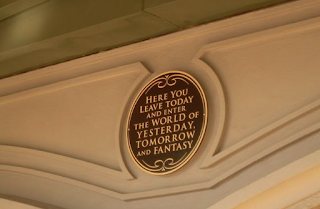 Here You
Leave Today
and Enter
the World of
Yesterday,
Tomorrow
and Fantasy